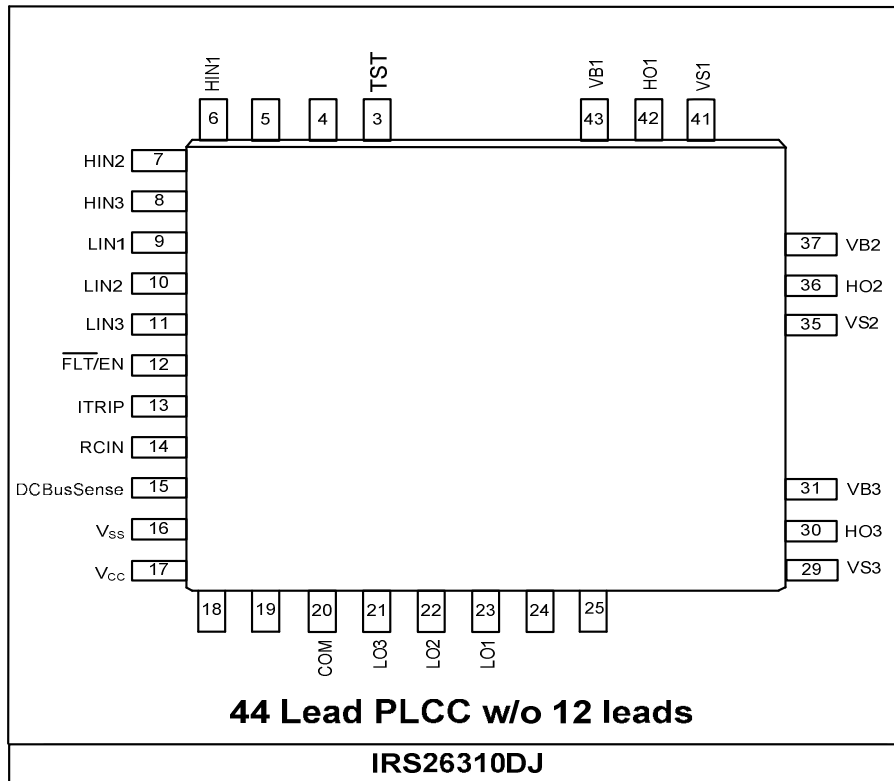 HIN1
TST
VB1
HO1
VS1
6
5
4
3
43
42
41
HIN2 7
HIN3 8
LIN1 9
LIN2 10
LIN3 11
FLT/EN 12
ITRIP 13
RCIN 14
DCBusSense 15
VSS 16
VCC 17
37 VB2
36 HO2
35 VS2
31 VB3
30 HO3
29 VS3
18
19
20
21
22
23
24
25
COM
LO3
LO2
LO1
44 Lead PLCC w/o 12 leads
IRS26310DJ